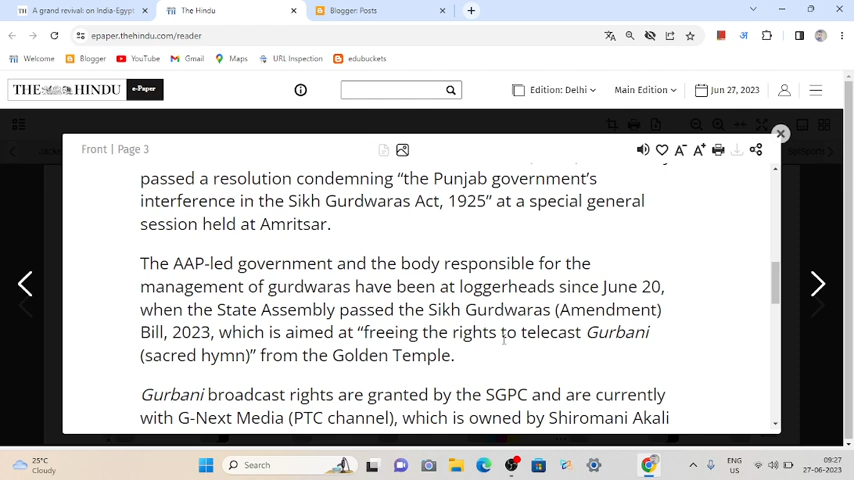 A grand revival: on India-Egypt
The Hindu
Blogger: Posts
epaper.thehindu.com/reader
Welcome
Blogger
YouTube
Gmail
Maps
URL Inspection
edubuckets
THE HINDU
e-Paper
Edition: Delhi
Main Edition
Jun 27, 2023
Front | Page 3
A-
A+
passed a resolution condemning “the Punjab government’s
interference in the Sikh Gurdwaras Act, 1925” at a special general
session held at Amritsar.
The AAP-led government and the body responsible for the
management of gurdwaras have been at loggerheads since June 20,
when the State Assembly passed the Sikh Gurdwaras (Amendment)
Bill, 2023, which is aimed at “freeing the rights to telecast Gurbani
(sacred hymn)” from the Golden Temple.
Gurbani broadcast rights are granted by the SGPC and are currently
with G-Next Media (PTC channel), which is owned by Shiromani Akali
25°C
Cloudy
Search
ENG
US
09:27
27-06-2023